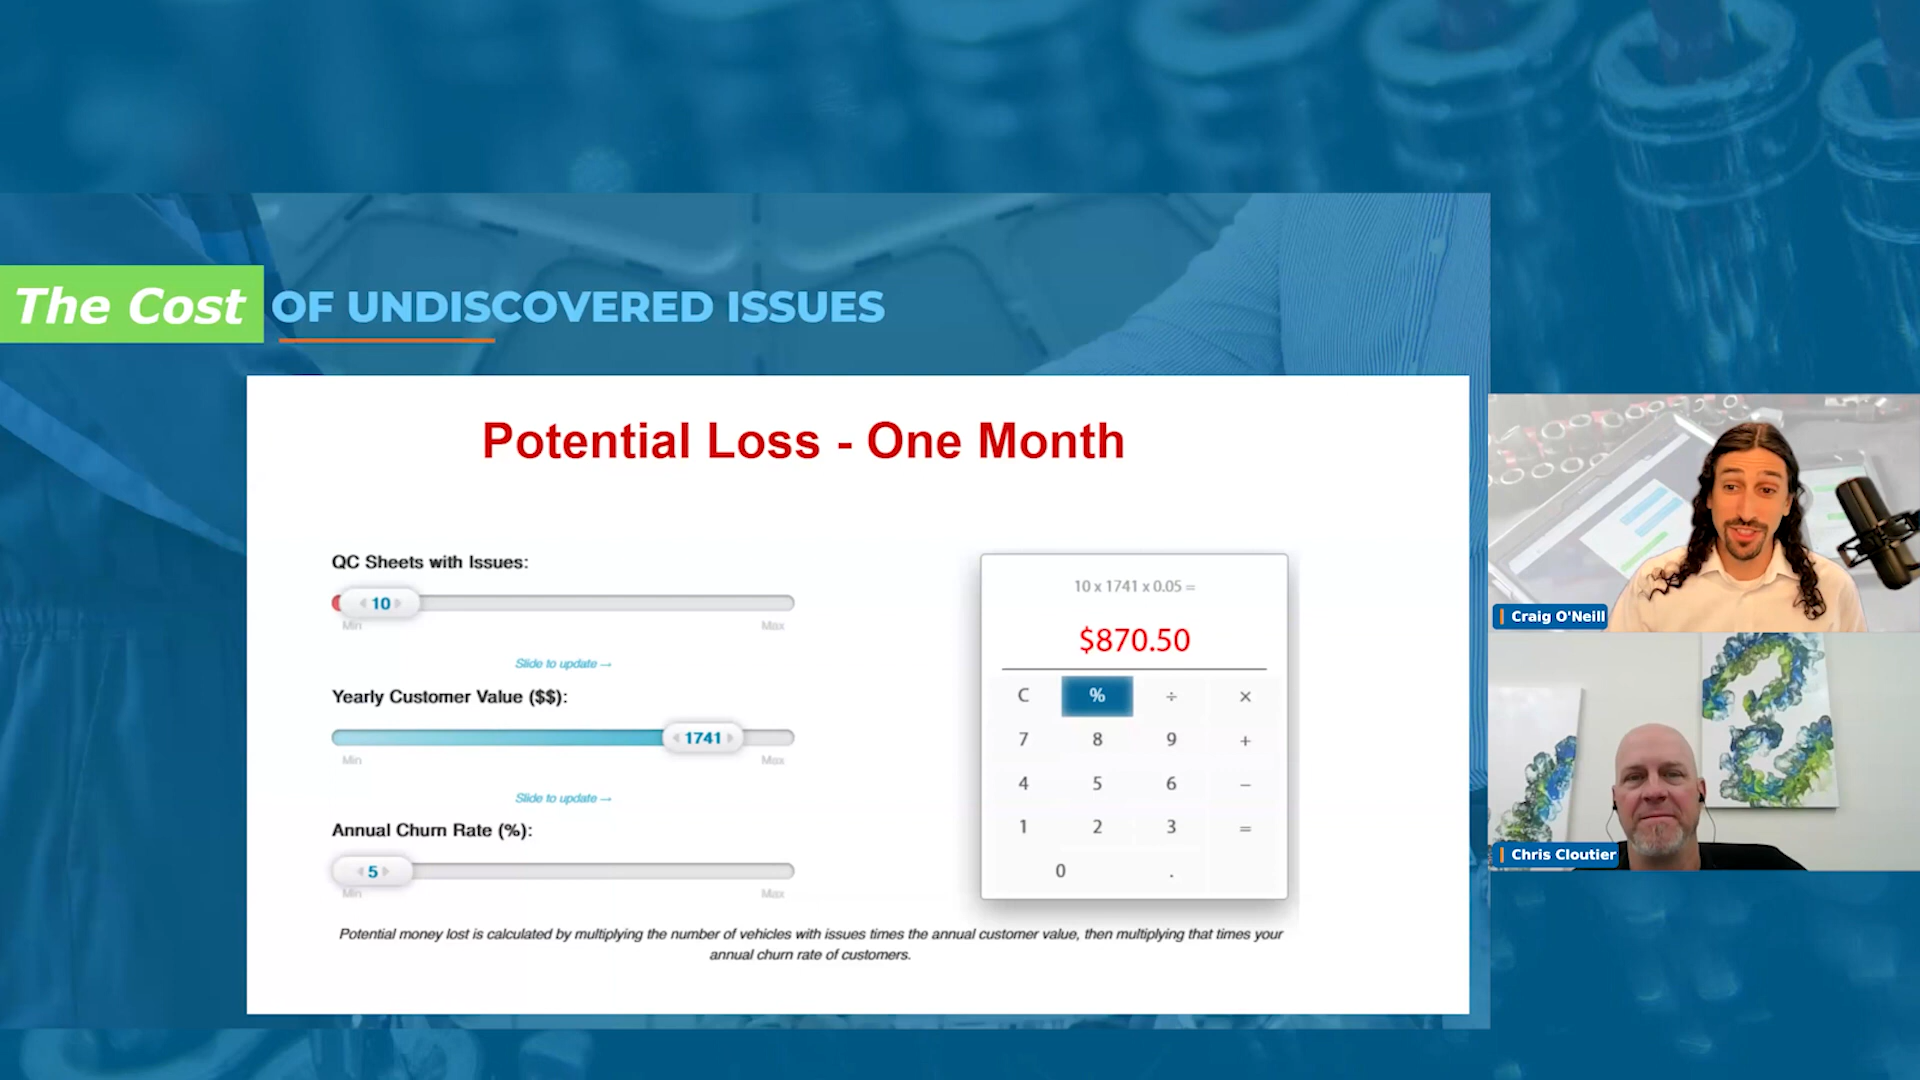 The Cost OF UNDISCOVERED ISSUES
Potential Loss - One Month
QC Sheets with Issues:
10
Min Max
Slide to update →
Yearly Customer Value ($$):
1741
Min Max
Slide to update →
Annual Churn Rate (%):
5
Min Max
10 x 1741 x 0.05 =
$870.50
C % ÷ ×
7 8 9 +
4 5 6 −
1 2 3 =
0 .
Potential money lost is calculated by multiplying the number of vehicles with issues times the annual customer value, then multiplying that times your
annual churn rate of customers.
Craig O'Neill
Chris Cloutier